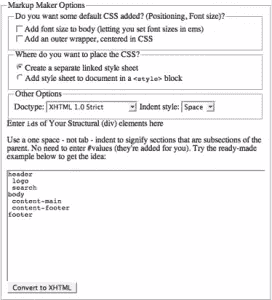 Markup Maker Options
Do you want some default CSS added? (Positioning, Font size)?
Add font size to body (letting you set font sizes in ems)
Add an outer wrapper, centered in CSS
Where do you want to place the CSS?
Create a separate linked style sheet
Add style sheet to document in a <style> block
Other Options
Doctype: XHTML 1.0 Strict Indent style: Space
Enter ids of Your Structural (div) elements here
Use a one space - not tab - indent to signify sections that are subsections of the
parent. No need to enter #values (they're added for you). Try the ready-made
example below to get the idea:
header
logo
search
body
content-main
content-footer
footer
Convert to XHTML